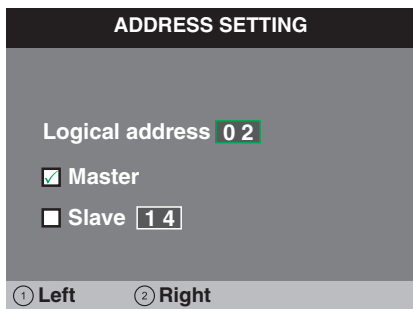 ADDRESS SETTING
Logical address 0 2
Master
Slave 1 4
1 Left 2 Right